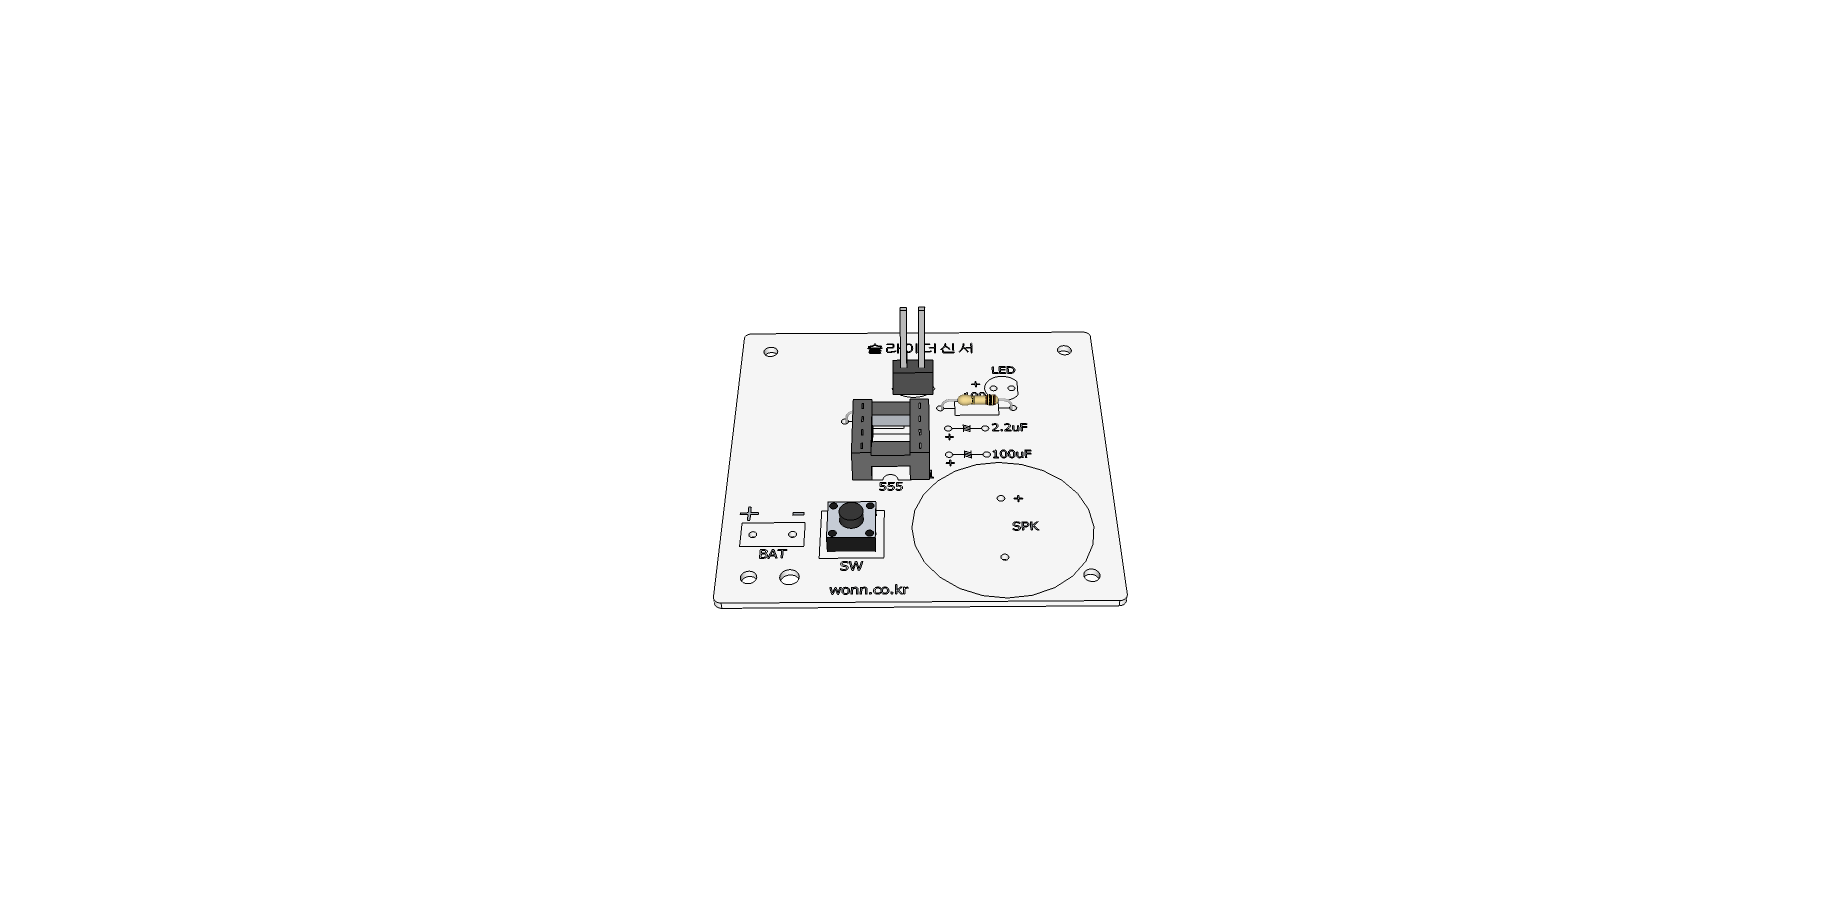 슬라이더신서
LED
+
2.2uF
+
100uF
+
555
+
SPK
+ -
BAT
SW
wonn.co.kr